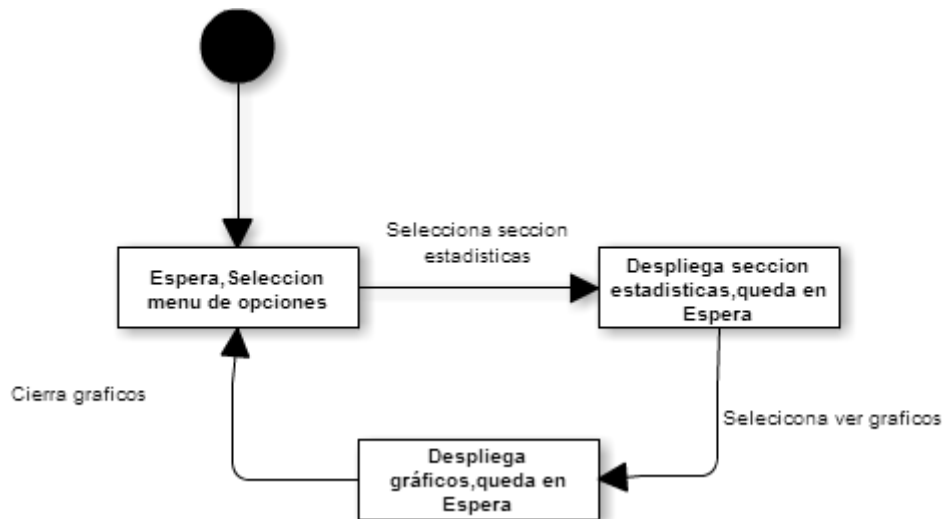 Selecciona seccion
estadisticas
Espera,Seleccion
menu de opciones
Despliega seccion
estadisticas,queda en
Espera
Cierra graficos
Selecicona ver graficos
Despliega
gráficos,queda en
Espera